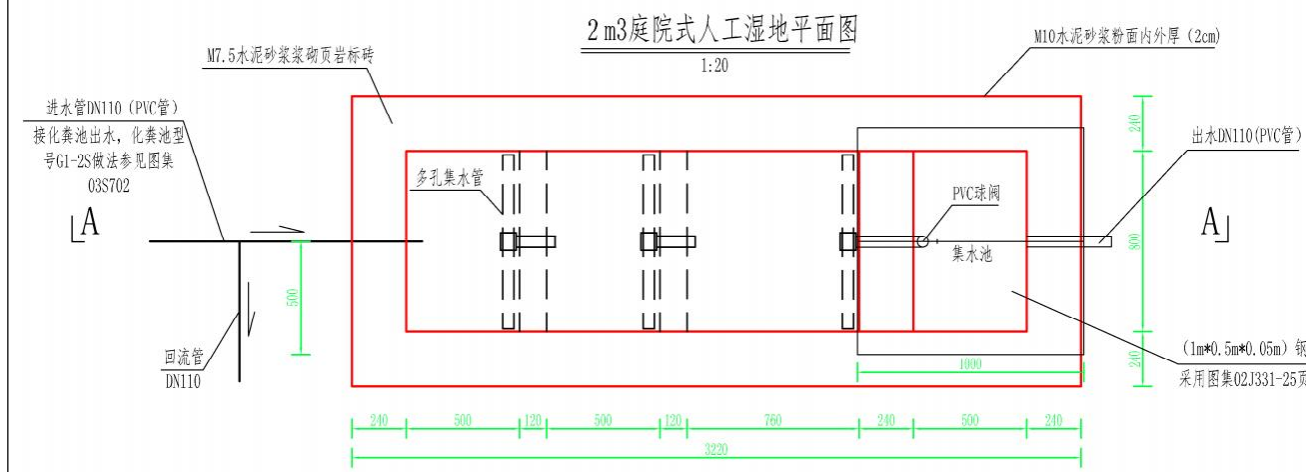 2m3庭院式人工湿地平面图
1:20
M7.5水泥砂浆浆砌页岩标砖
M10水泥砂浆粉面内外厚(2cm)
进水管DN110 (PVC管)
接化粪池出水, 化粪池型
号G1-2S做法参见图集
03S702
出水DN110(PVC管)
多孔集水管
PVC球阀
集水池
A
A
240
800
240
500
回流管
DN110
1000
(1m*0.5m*0.05m) 钢
采用图集02J331-25页
240
500
120
500
120
760
240
500
240
3220